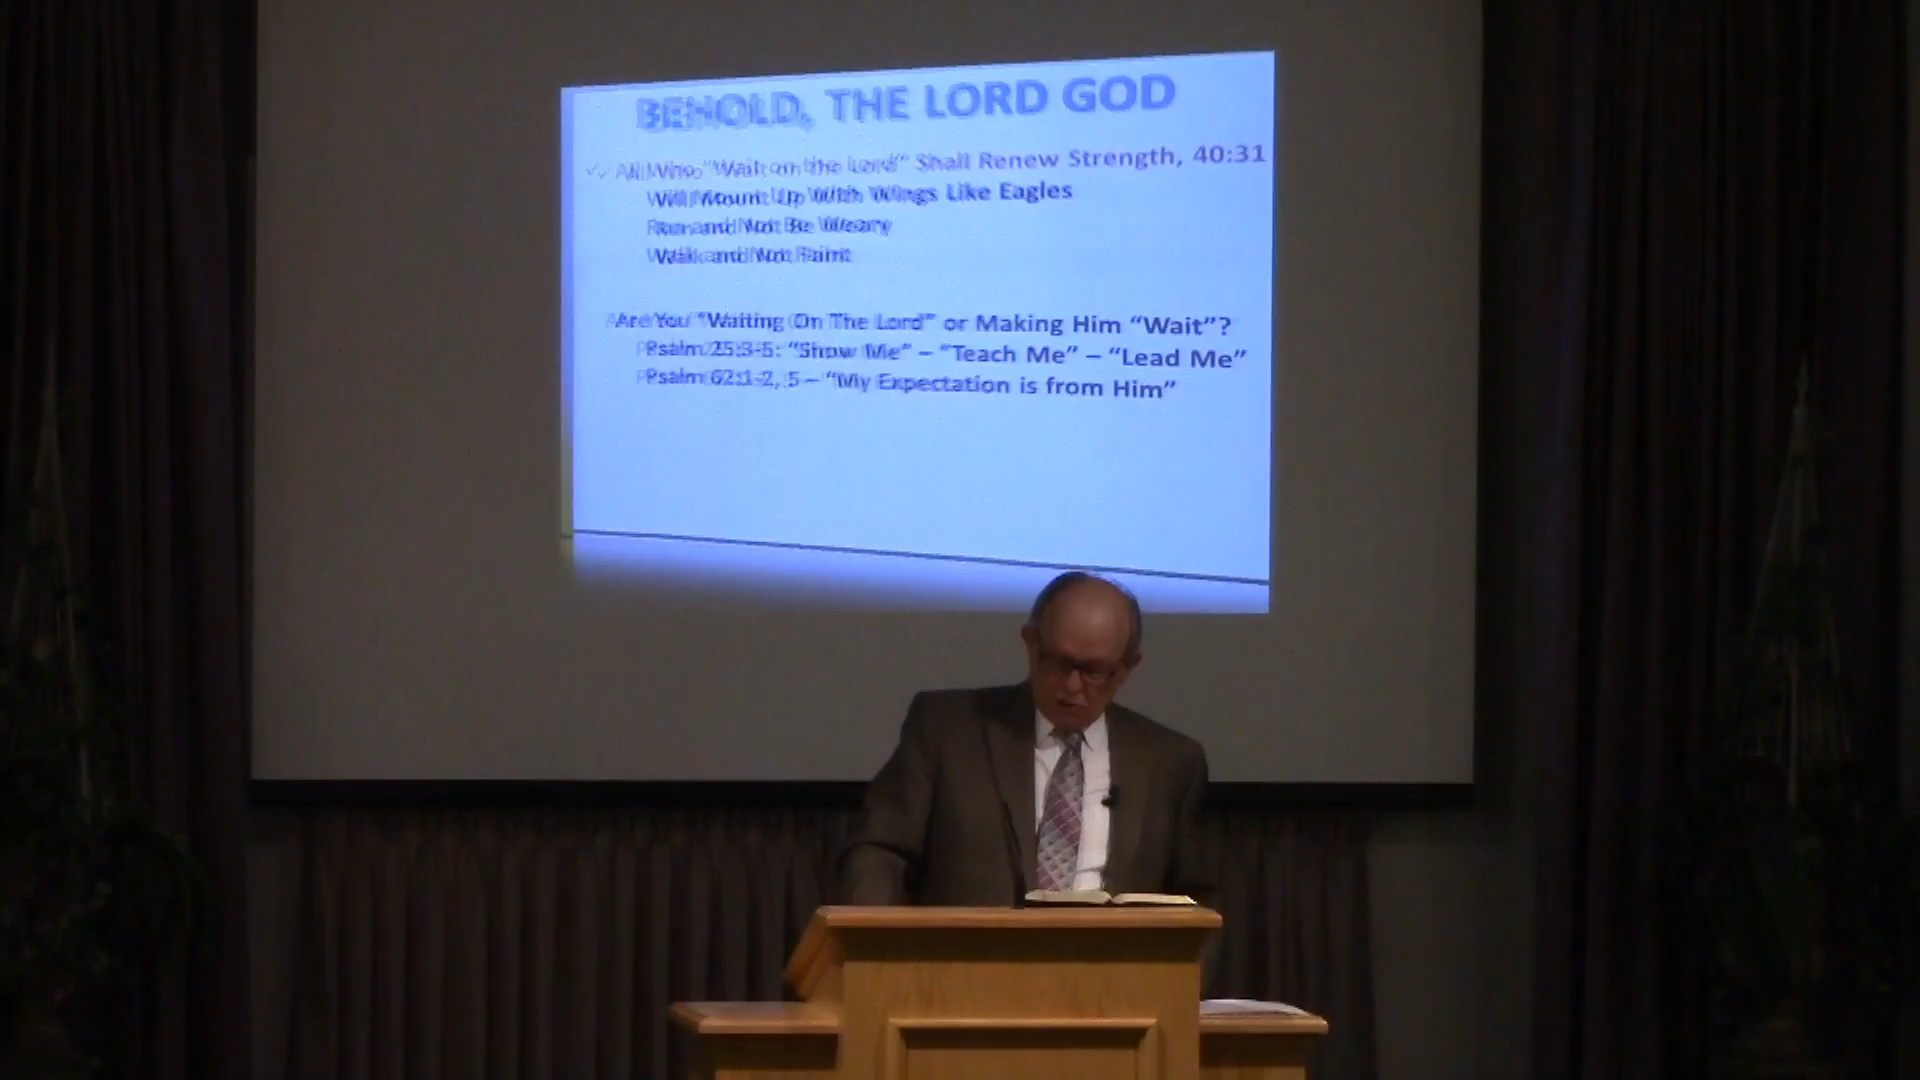 BEHOLD, THE LORD GOD
✓ All Who “Wait on the Lord” Shall Renew Strength, 40:31
Will Mount Up With Wings Like Eagles
Run and Not Be Weary
Walk and Not Faint
Are You “Waiting On The Lord” or Making Him “Wait”?
Psalm 25:3-5: “Show Me” – “Teach Me” – “Lead Me”
Psalm 62:1-2, 5 – “My Expectation is from Him”